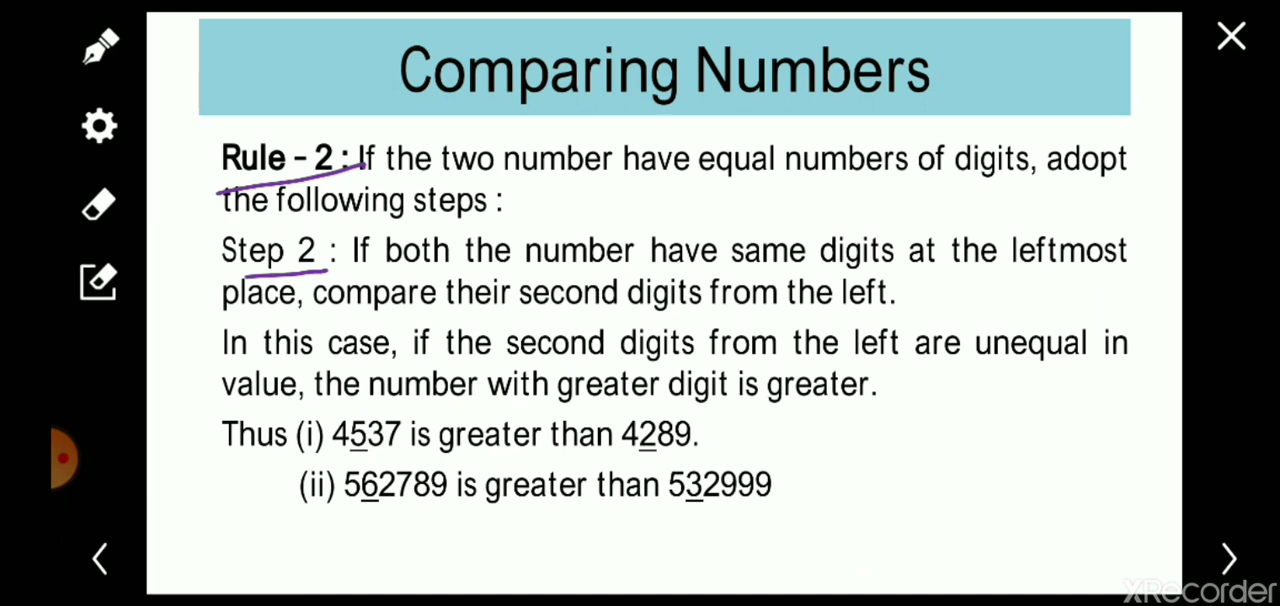 Comparing Numbers
Rule - 2 : If the two number have equal numbers of digits, adopt
the following steps :
Step 2 : If both the number have same digits at the leftmost
place, compare their second digits from the left.
In this case, if the second digits from the left are unequal in
value, the number with greater digit is greater.
Thus (i) 4537 is greater than 4289.
(ii) 562789 is greater than 532999
XRecorder